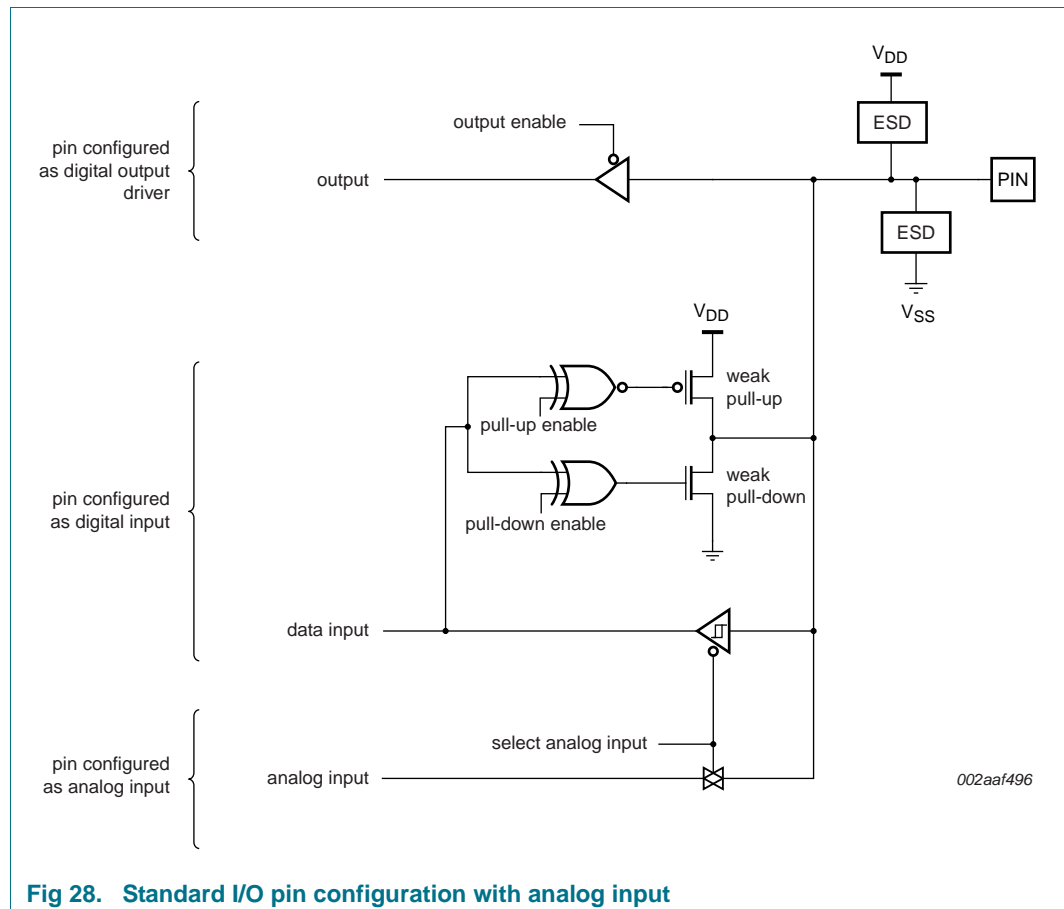 VDD
ESD
output enable
pin configured
as digital output
driver
output
PIN
ESD
VSS
VDD
weak
pull-up
pull-up enable
pin configured
as digital input
weak
pull-down
pull-down enable
data input
select analog input
pin configured
as analog input
analog input
002aaf496
Fig 28. Standard I/O pin configuration with analog input